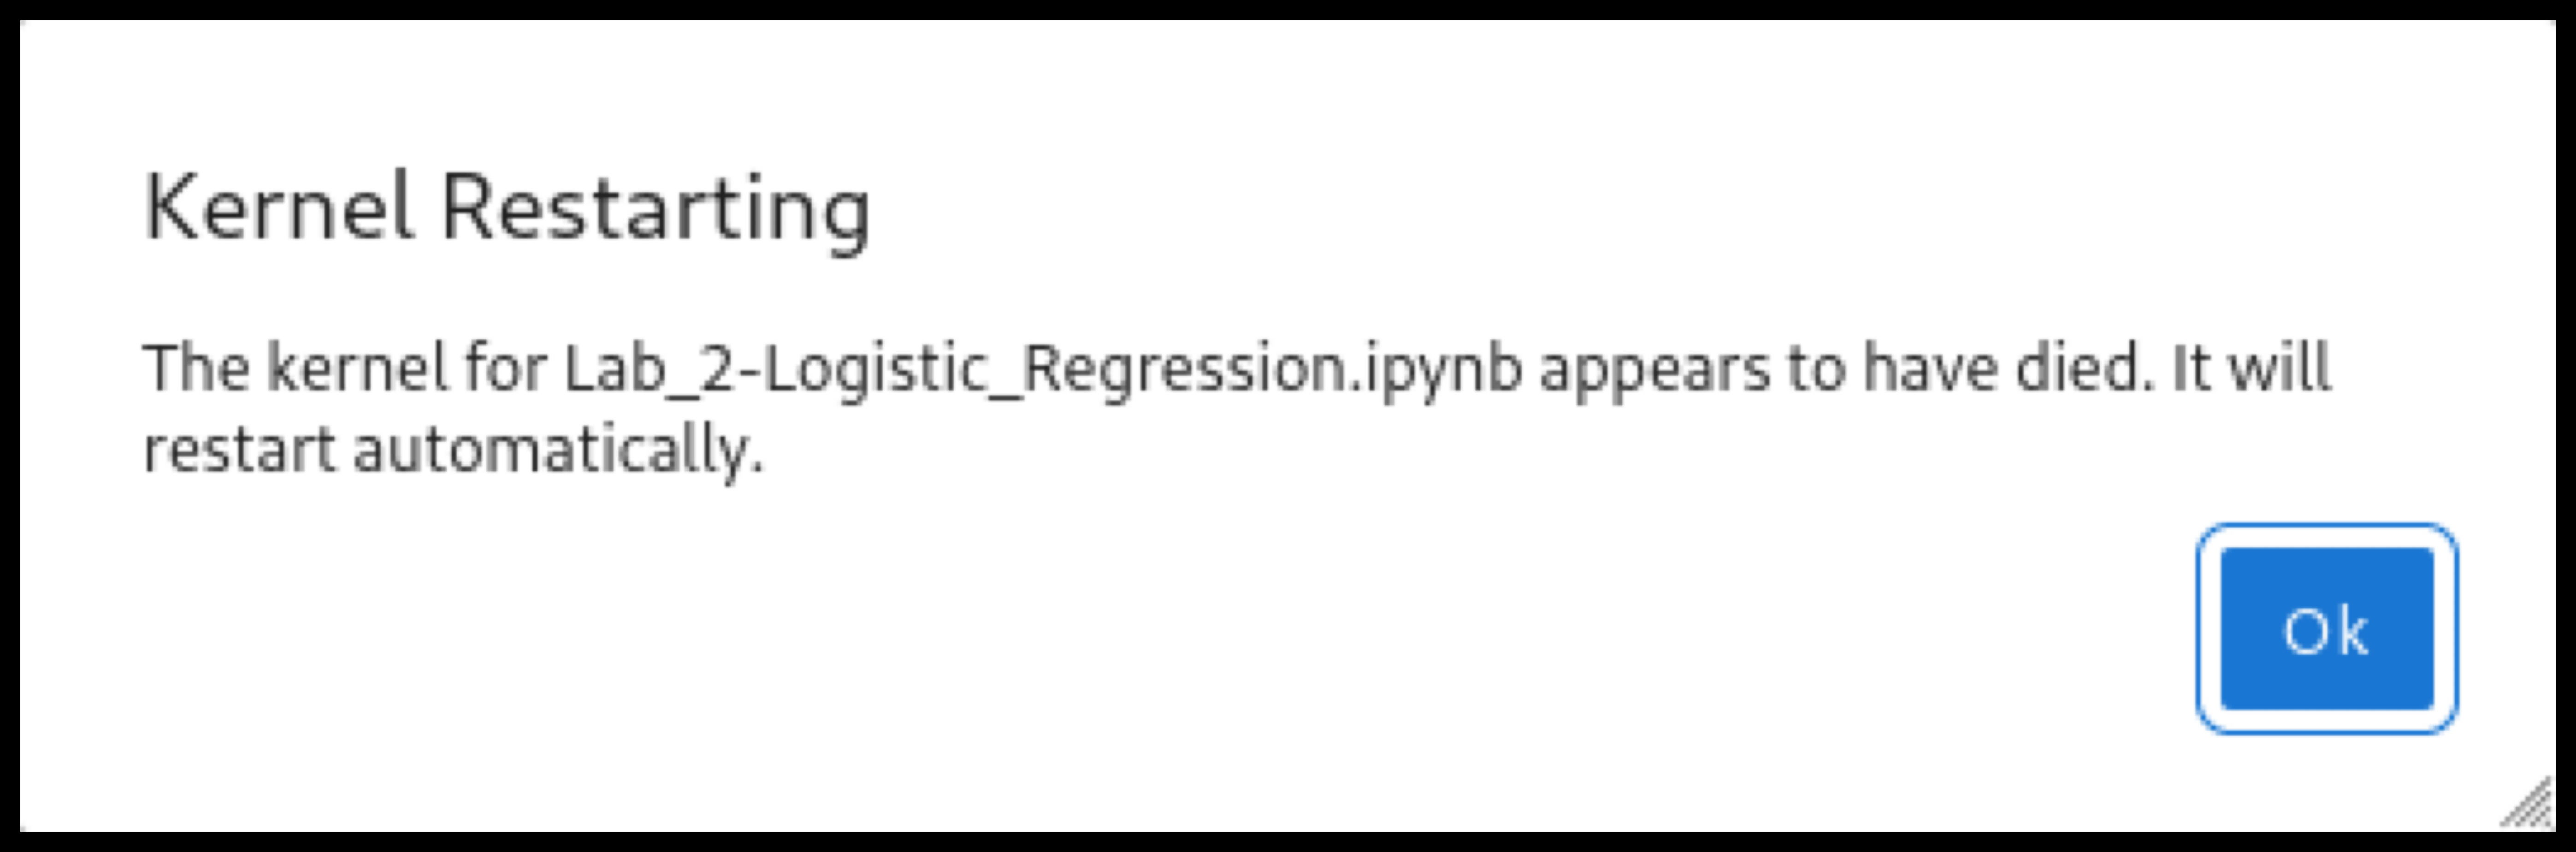 Kernel Restarting
The kernel for Lab_2-Logistic_Regression.ipynb appears to have died. It will
restart automatically.
Ok